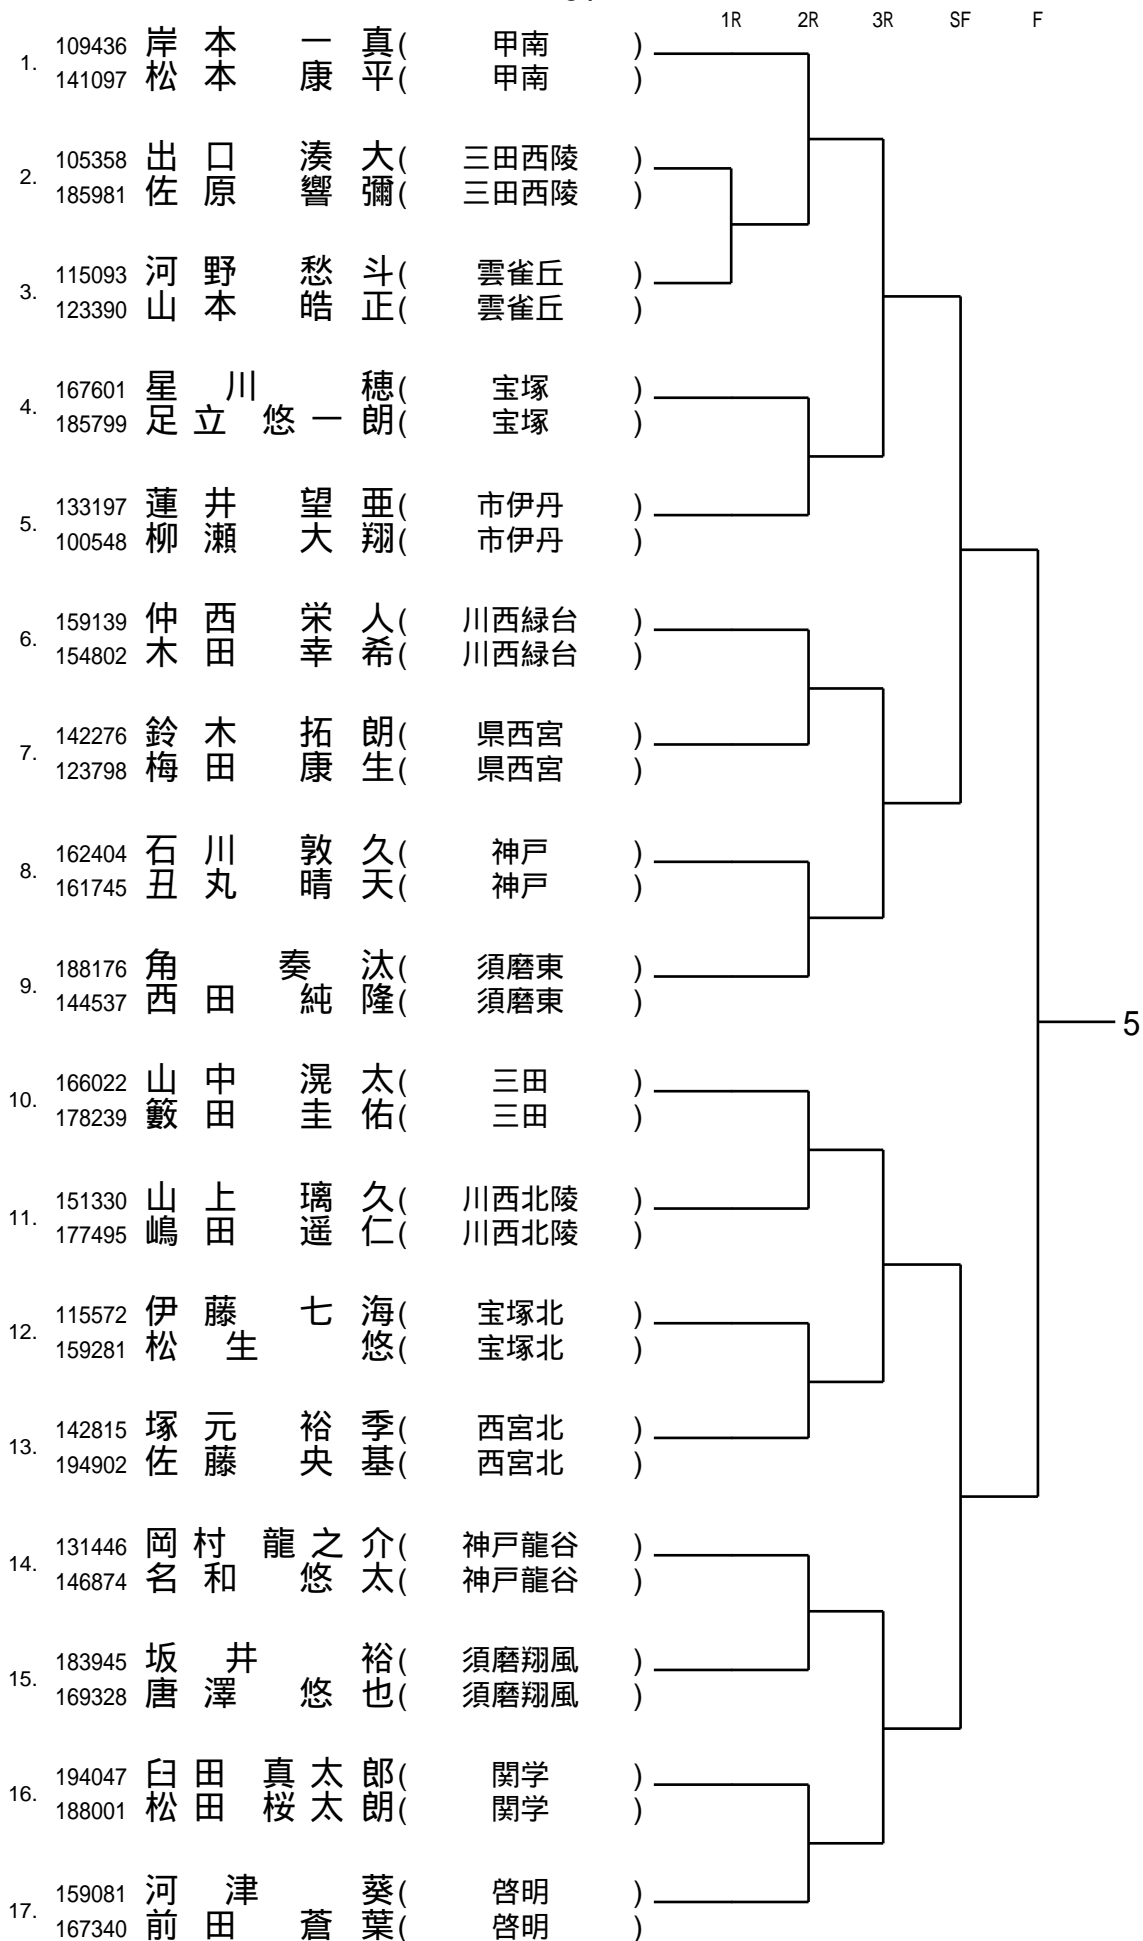 1R 2R 3R SF F
1. 109436 岸本 一真( 甲南 )
141097 松本 康平( 甲南 )
2. 105358 出口 湊大( 三田西陵 )
185981 佐原 響彌( 三田西陵 )
3. 115093 河野 愁斗( 雲雀丘 )
123390 山本 皓正( 雲雀丘 )
4. 167601 星川 穂( 宝塚 )
185799 足立 悠一朗( 宝塚 )
5. 133197 蓮井 望亜( 市伊丹 )
100548 柳瀬 大翔( 市伊丹 )
6. 159139 仲西 栄人( 川西緑台 )
154802 木田 幸希( 川西緑台 )
7. 142276 鈴木 拓朗( 県西宮 )
123798 梅田 康生( 県西宮 )
8. 162404 石川 敦久( 神戸 )
161745 丑丸 晴天( 神戸 )
9. 188176 角 奏汰( 須磨東 )
144537 西田 純隆( 須磨東 )
5
10. 166022 山中 滉太( 三田 )
178239 籔田 圭佑( 三田 )
11. 151330 山上 璃久( 川西北陵 )
177495 嶋田 遥仁( 川西北陵 )
12. 115572 伊藤 七海( 宝塚北 )
159281 松生 悠( 宝塚北 )
13. 142815 塚元 裕季( 西宮北 )
194902 佐藤 央基( 西宮北 )
14. 131446 岡村 龍之介( 神戸龍谷 )
146874 名和 悠太( 神戸龍谷 )
15. 183945 坂井 裕( 須磨翔風 )
169328 唐澤 悠也( 須磨翔風 )
16. 194047 臼田 真太郎( 関学 )
188001 松田 桜太朗( 関学 )
17. 159081 河津 葵( 啓明 )
167340 前田 蒼葉( 啓明 )